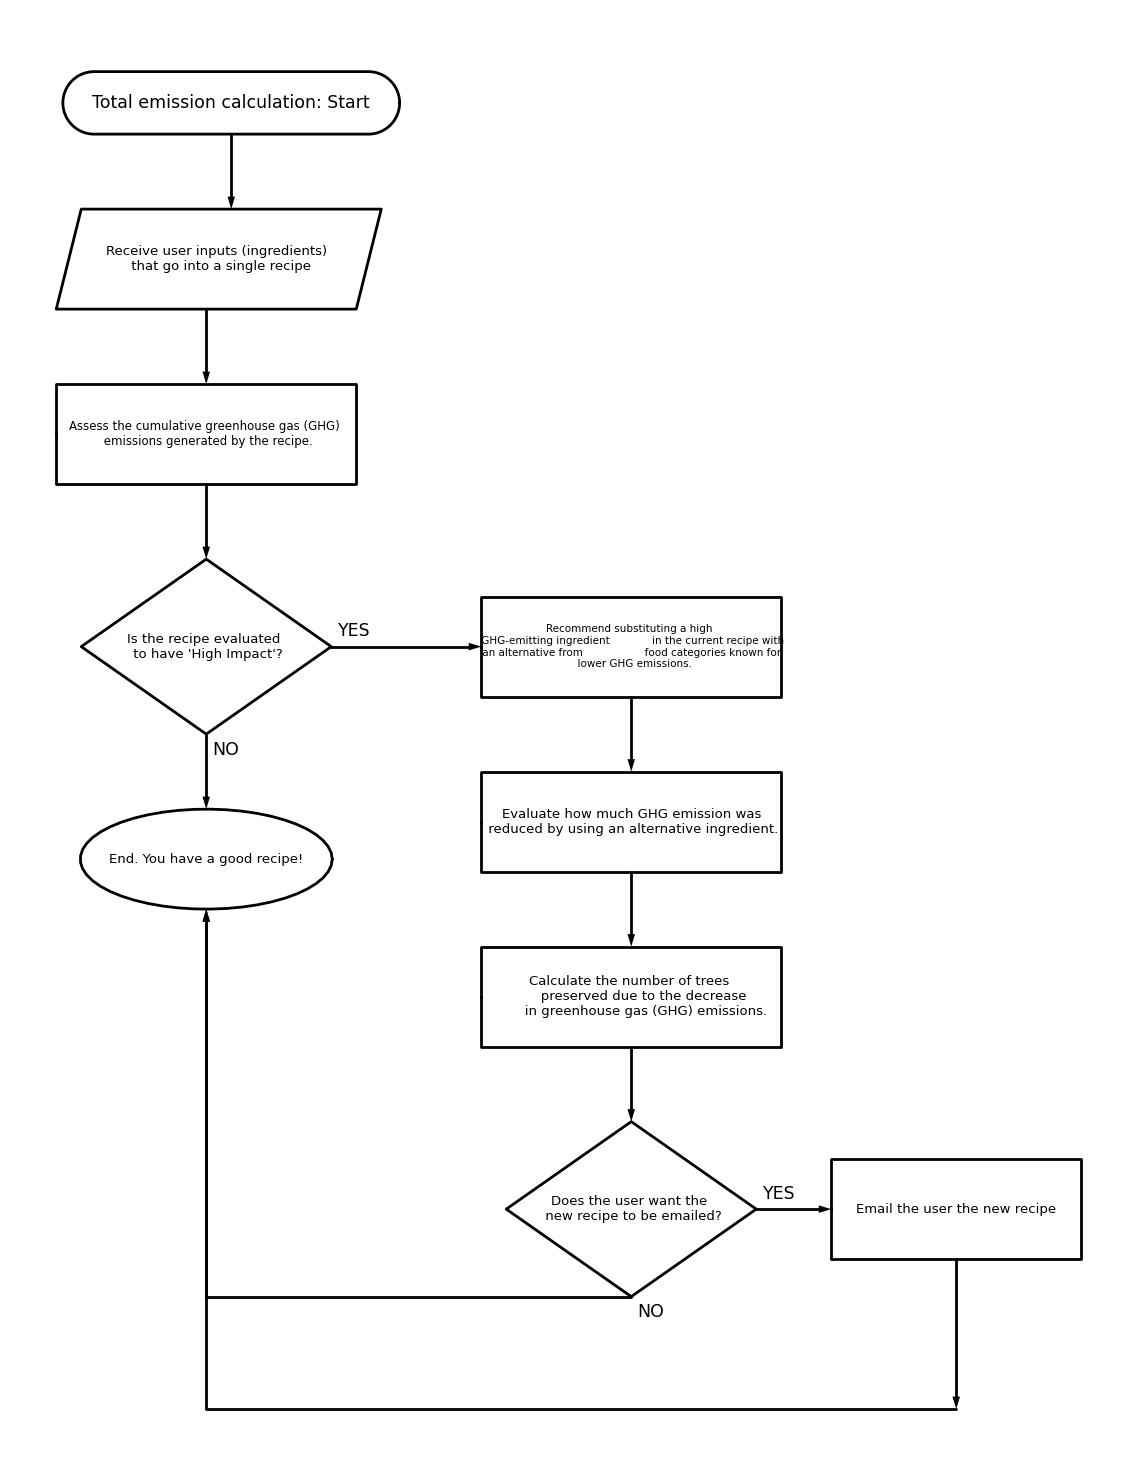 Total emission calculation: Start
Receive user inputs (ingredients)
that go into a single recipe
Assess the cumulative greenhouse gas (GHG)
emissions generated by the recipe.
Is the recipe evaluated
to have 'High Impact'?
YES
NO
Recommend substituting a high
GHG-emitting ingredient in the current recipe with
an alternative from food categories known for
lower GHG emissions.
End. You have a good recipe!
Evaluate how much GHG emission was
reduced by using an alternative ingredient.
Calculate the number of trees
preserved due to the decrease
in greenhouse gas (GHG) emissions.
Does the user want the
new recipe to be emailed?
YES
NO
Email the user the new recipe